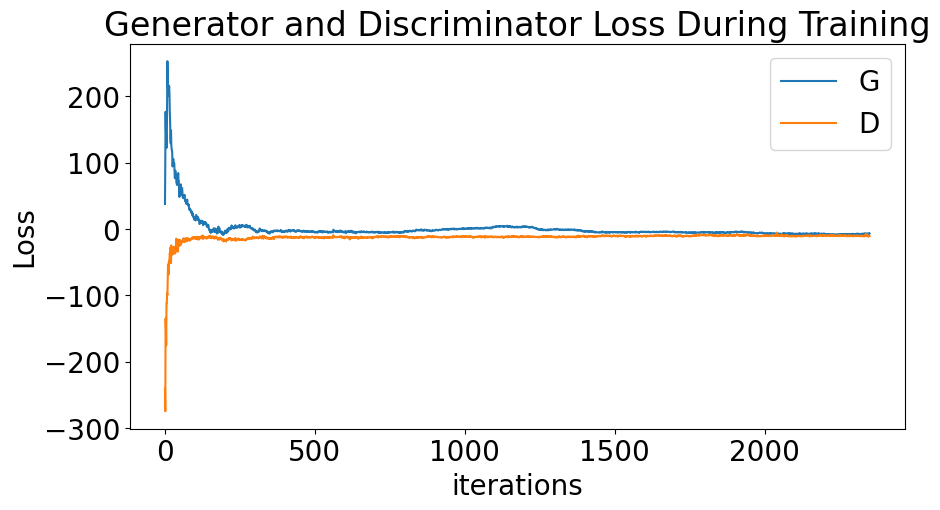 Generator and Discriminator Loss During Training
G
D
Loss
200
100
0
−100
−200
−300
0
500
1000
1500
2000
iterations